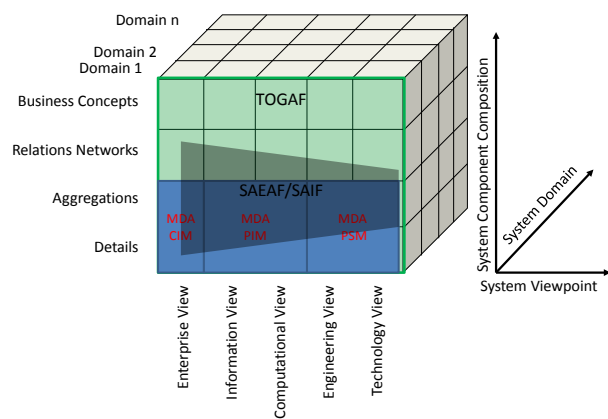 Domain n
Domain 2
Domain 1
Business Concepts
TOGAF
Relations Networks
Aggregations
SAEAF/SAIF
MDA MDA MDA
CIM PIM PSM
Details
Enterprise View
Information View
Computational View
Engineering View
Technology View
System Component Composition
System Domain
System Viewpoint